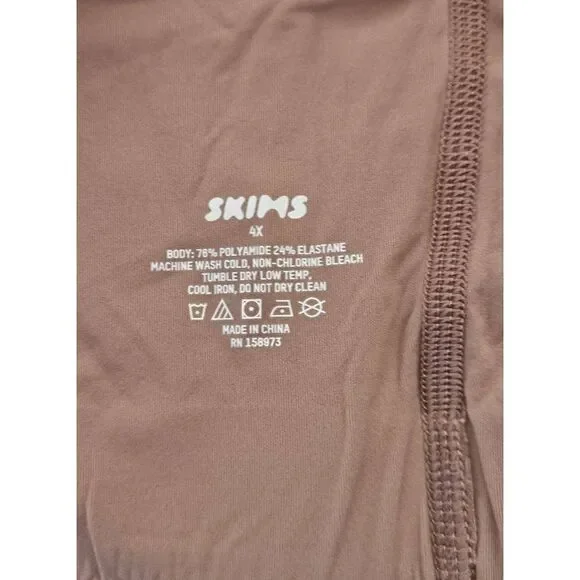 SKIMS
4X
BODY: 76% POLYAMIDE 24% ELASTANE
MACHINE WASH COLD, NON-CHLORINE BLEACH
TUMBLE DRY LOW TEMP,
COOL IRON, DO NOT DRY CLEAN
MADE IN CHINA
RN 158973